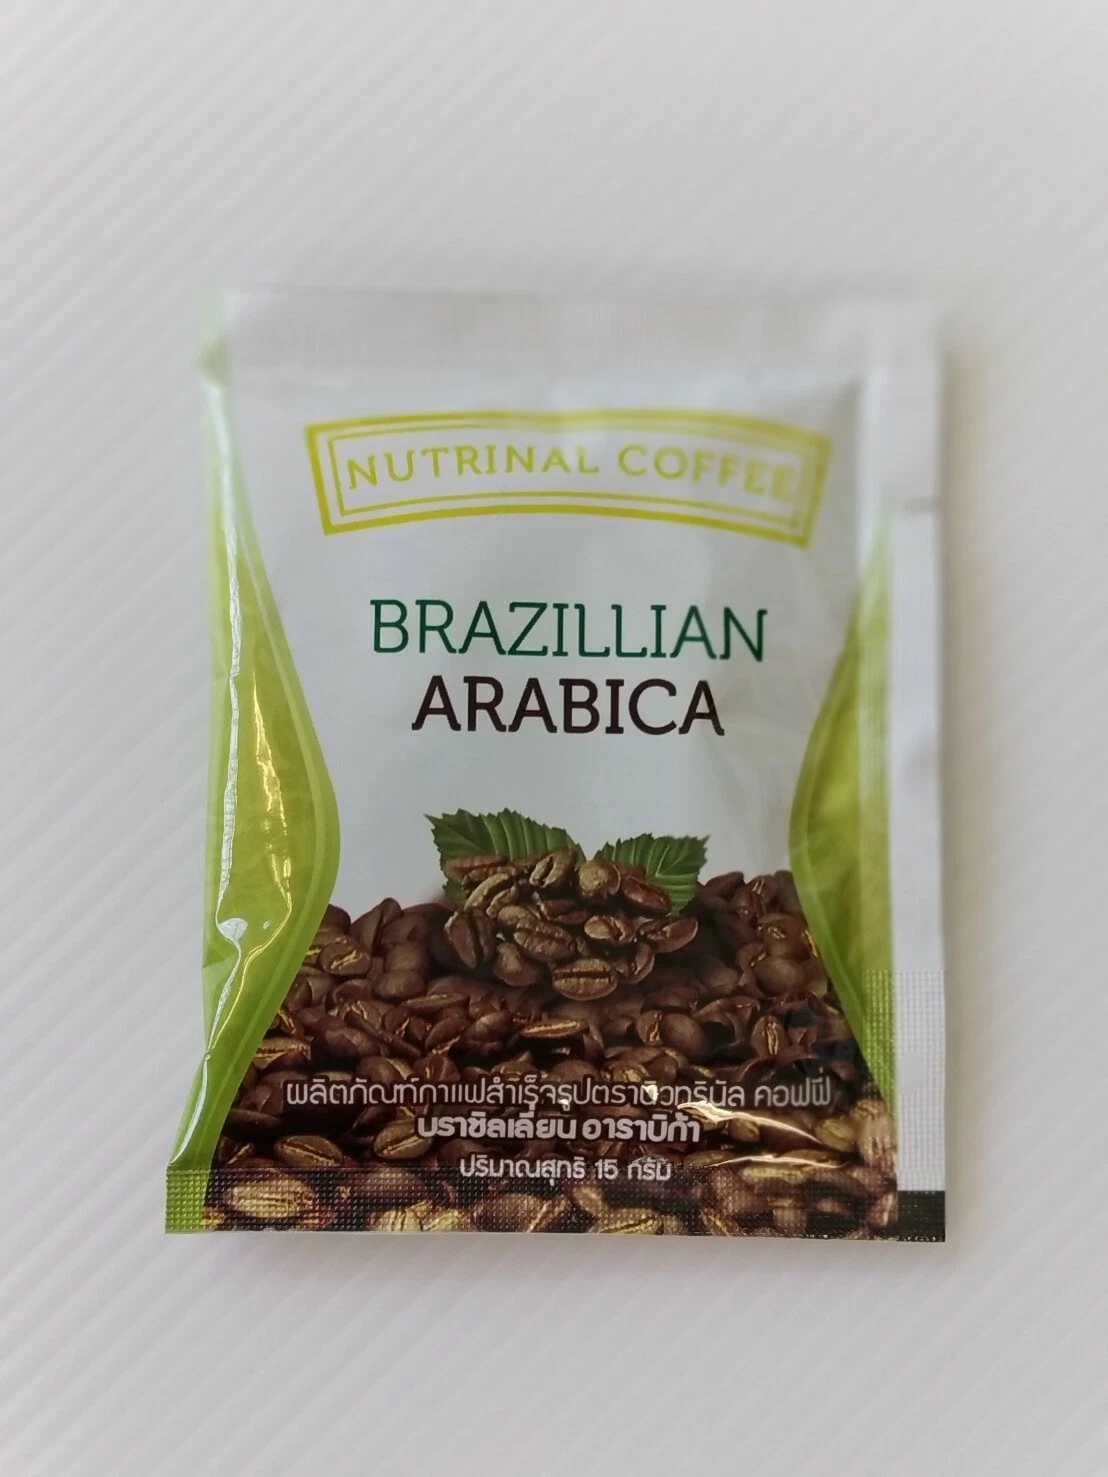 NUTRINAL COFFEE
BRAZILLIAN
ARABICA
ผลิตภัณฑ์กาแฟสำเร็จรูปตรานิวทรินัล คอฟฟี่
บราซิลเลี่ยน อาราบิก้า
ปริมาณสุทธิ 15 กรัม